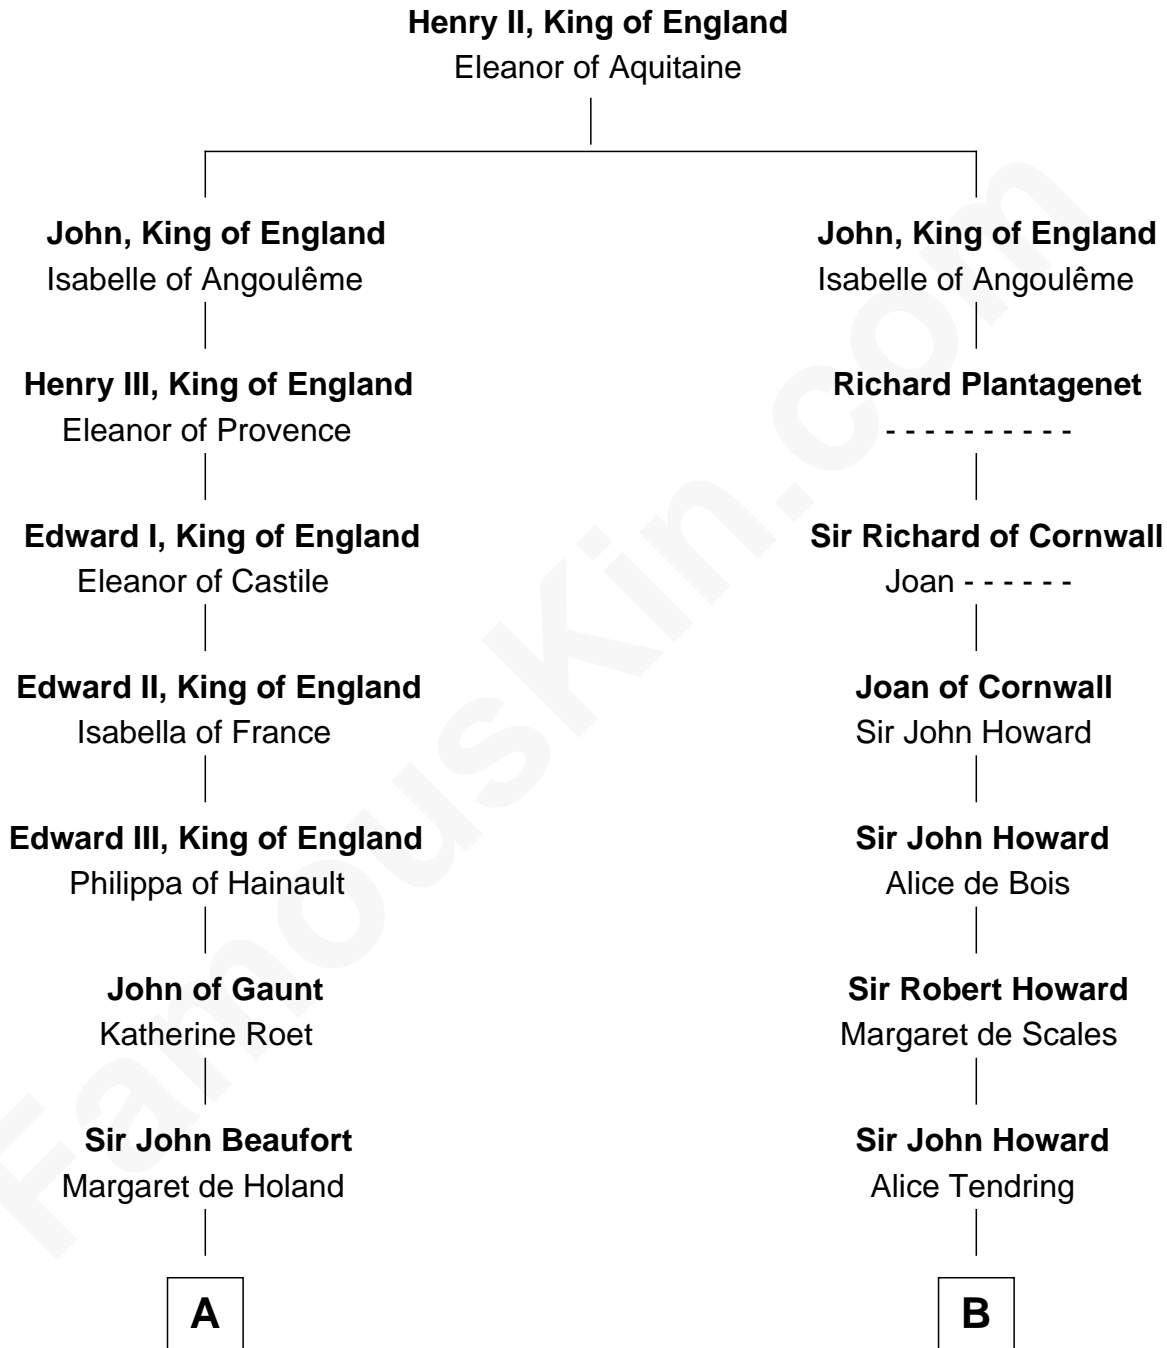 Henry II, King of England
Eleanor of Aquitaine
John, King of England
Isabelle of Angoulême
John, King of England
Isabelle of Angoulême
Henry III, King of England
Eleanor of Provence
Richard Plantagenet
- - - - - - - - - -
Edward I, King of England
Eleanor of Castile
Sir Richard of Cornwall
Joan - - - - - -
Edward II, King of England
Isabella of France
Joan of Cornwall
Sir John Howard
Edward III, King of England
Philippa of Hainault
Sir John Howard
Alice de Bois
John of Gaunt
Katherine Roet
Sir Robert Howard
Margaret de Scales
Sir John Beaufort
Margaret de Holand
Sir John Howard
Alice Tendring
A
B
FamousKin.com